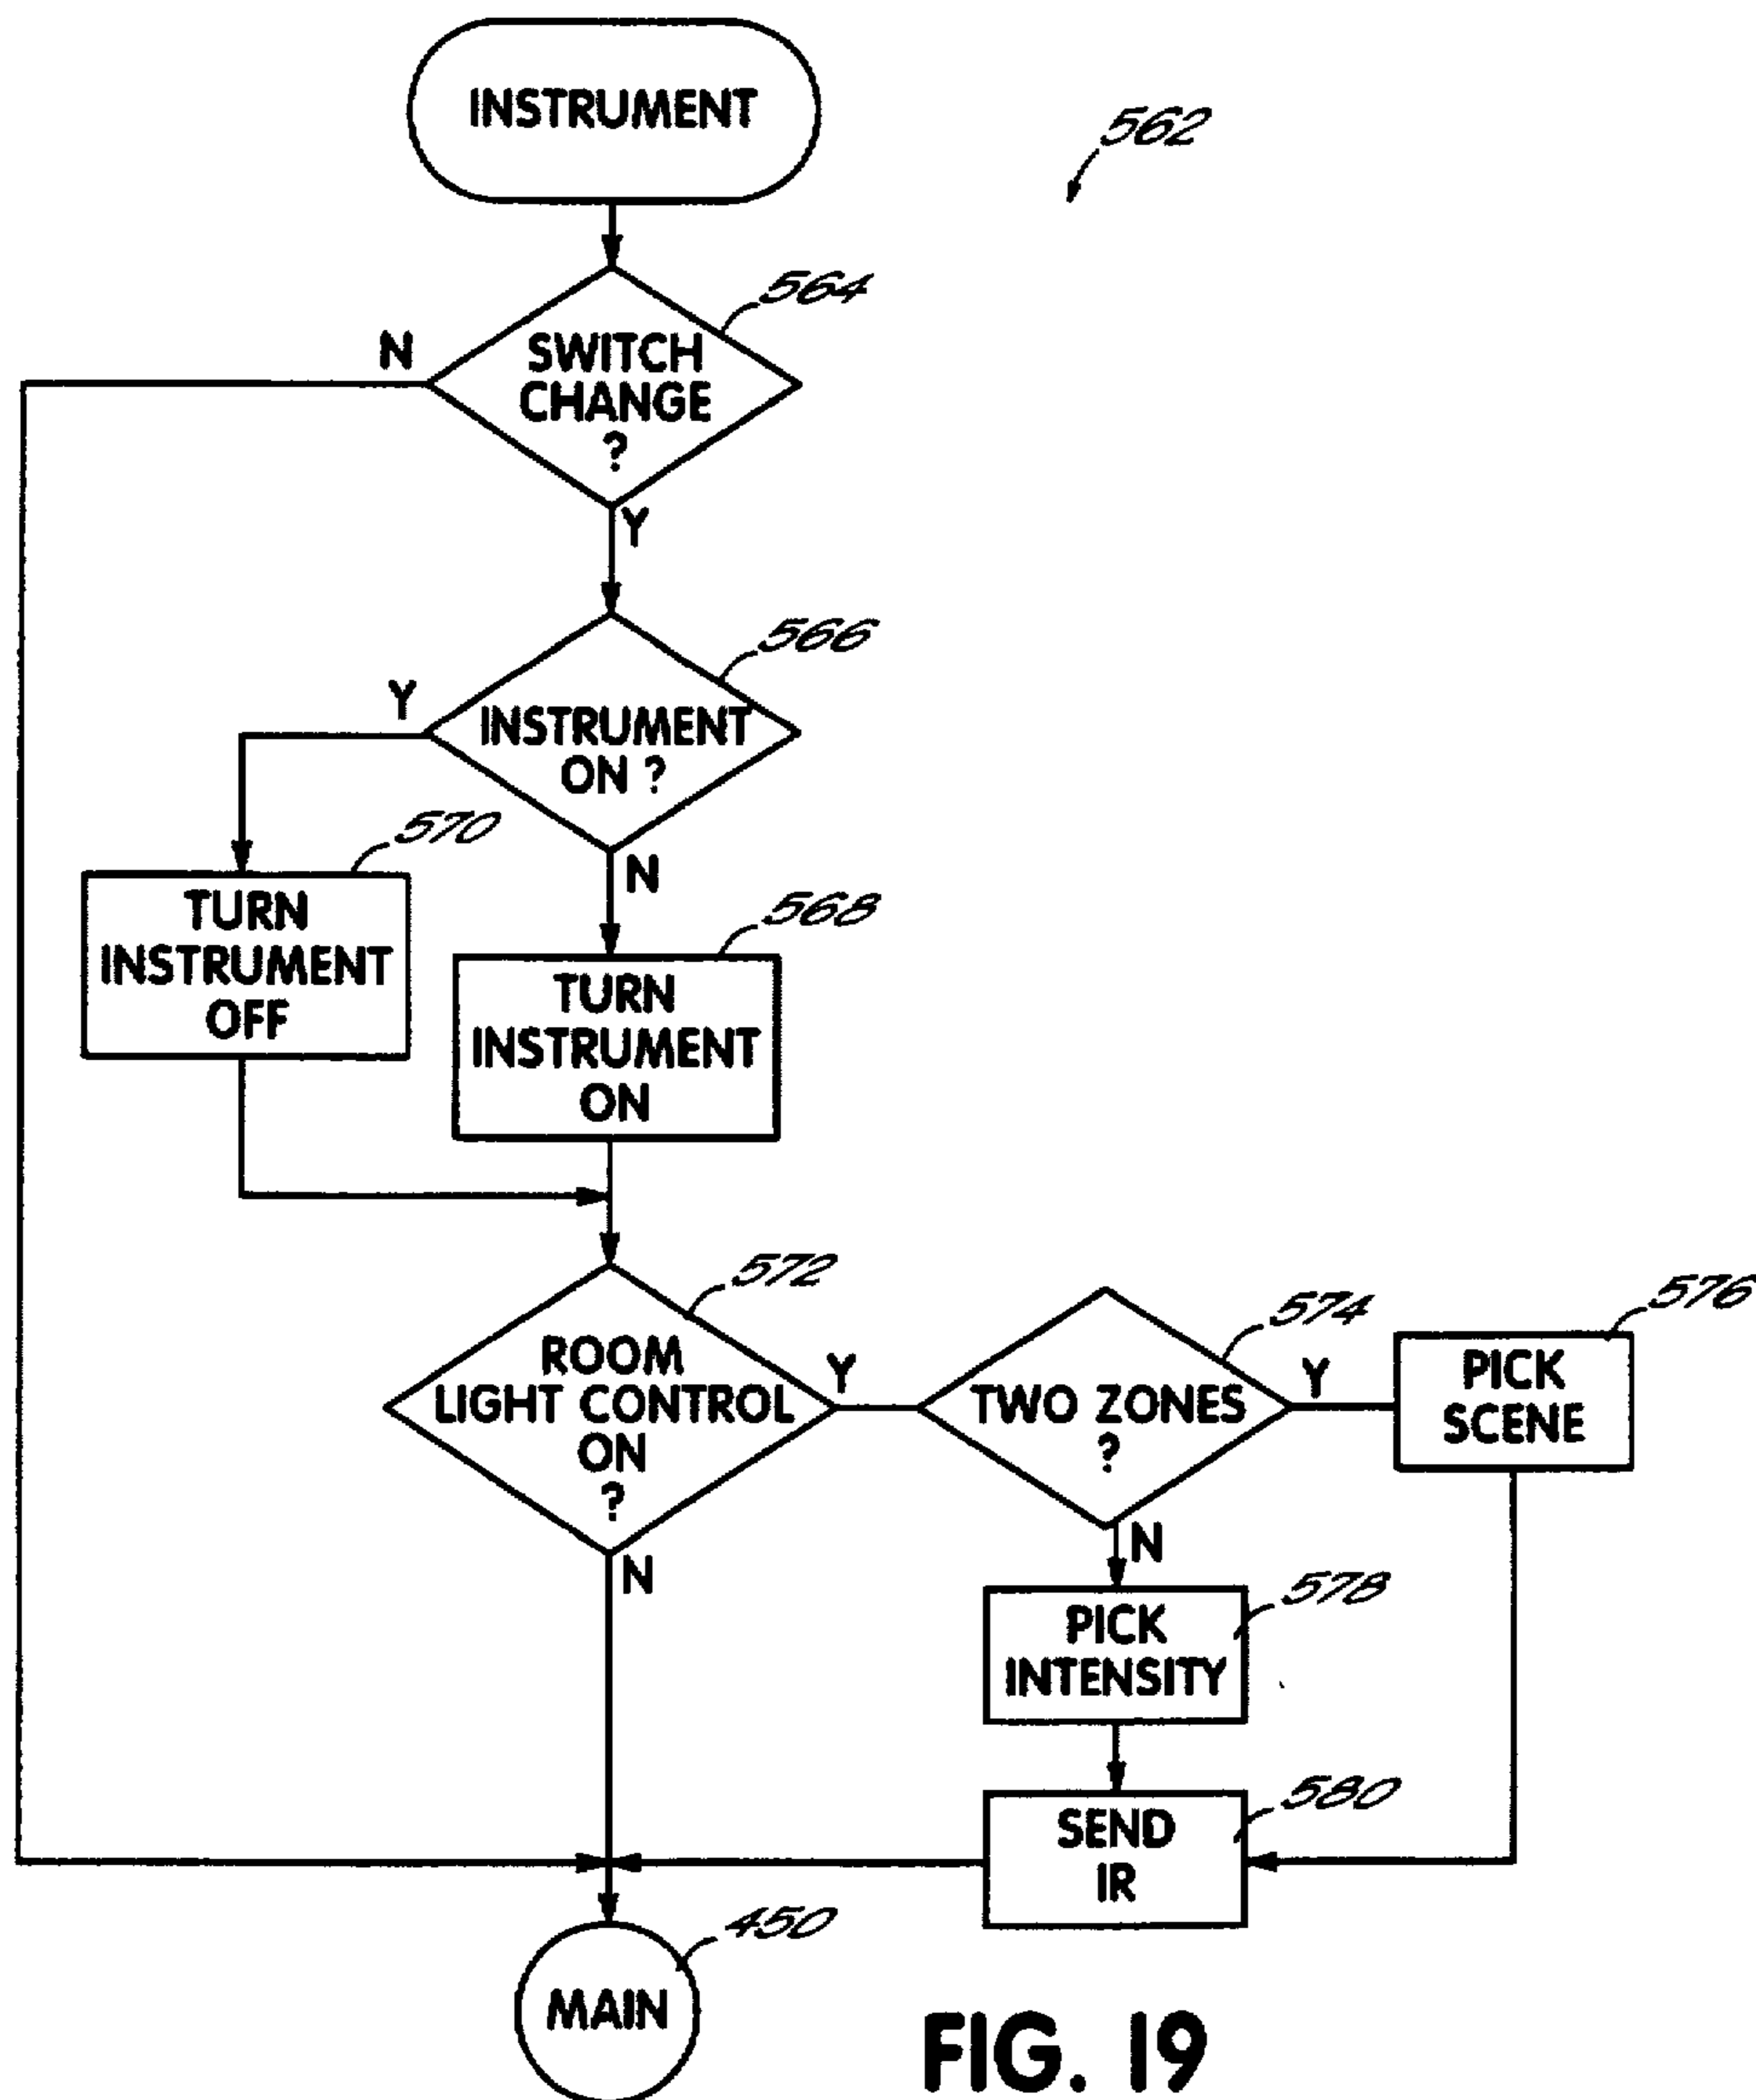 INSTRUMENT
562
564
N
SWITCH
CHANGE
?
Y
566
Y
INSTRUMENT
ON ?
570
N
TURN
INSTRUMENT
OFF
568
TURN
INSTRUMENT
ON
572
ROOM
LIGHT CONTROL
ON
?
Y
N
574
TWO ZONES
?
Y
N
576
PICK
SCENE
578
PICK
INTENSITY
580
SEND
IR
450
MAIN
FIG. 19